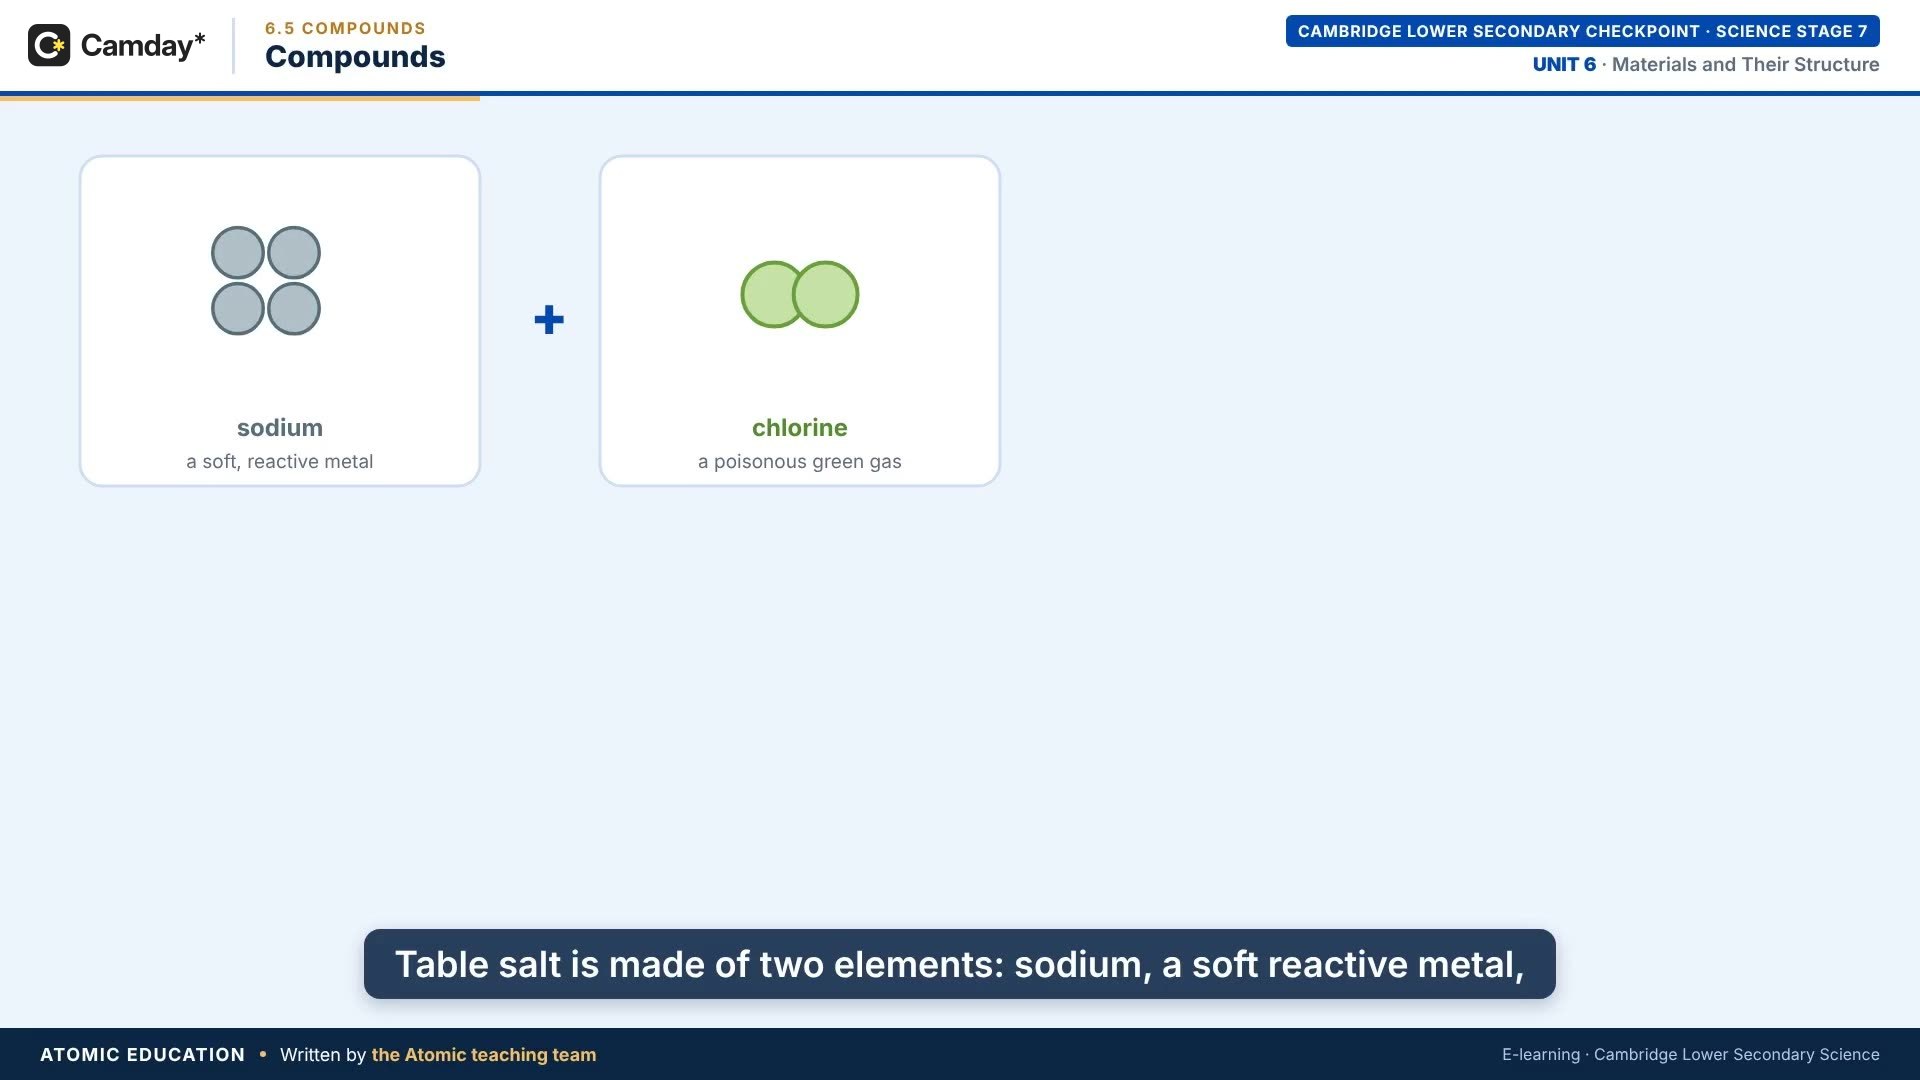 Camday*
6.5 COMPOUNDS
Compounds
CAMBRIDGE LOWER SECONDARY CHECKPOINT · SCIENCE STAGE 7
UNIT 6 · Materials and Their Structure
+
sodium
a soft, reactive metal
chlorine
a poisonous green gas
Table salt is made of two elements: sodium, a soft reactive metal,
ATOMIC EDUCATION • Written by the Atomic teaching team
E-learning · Cambridge Lower Secondary Science